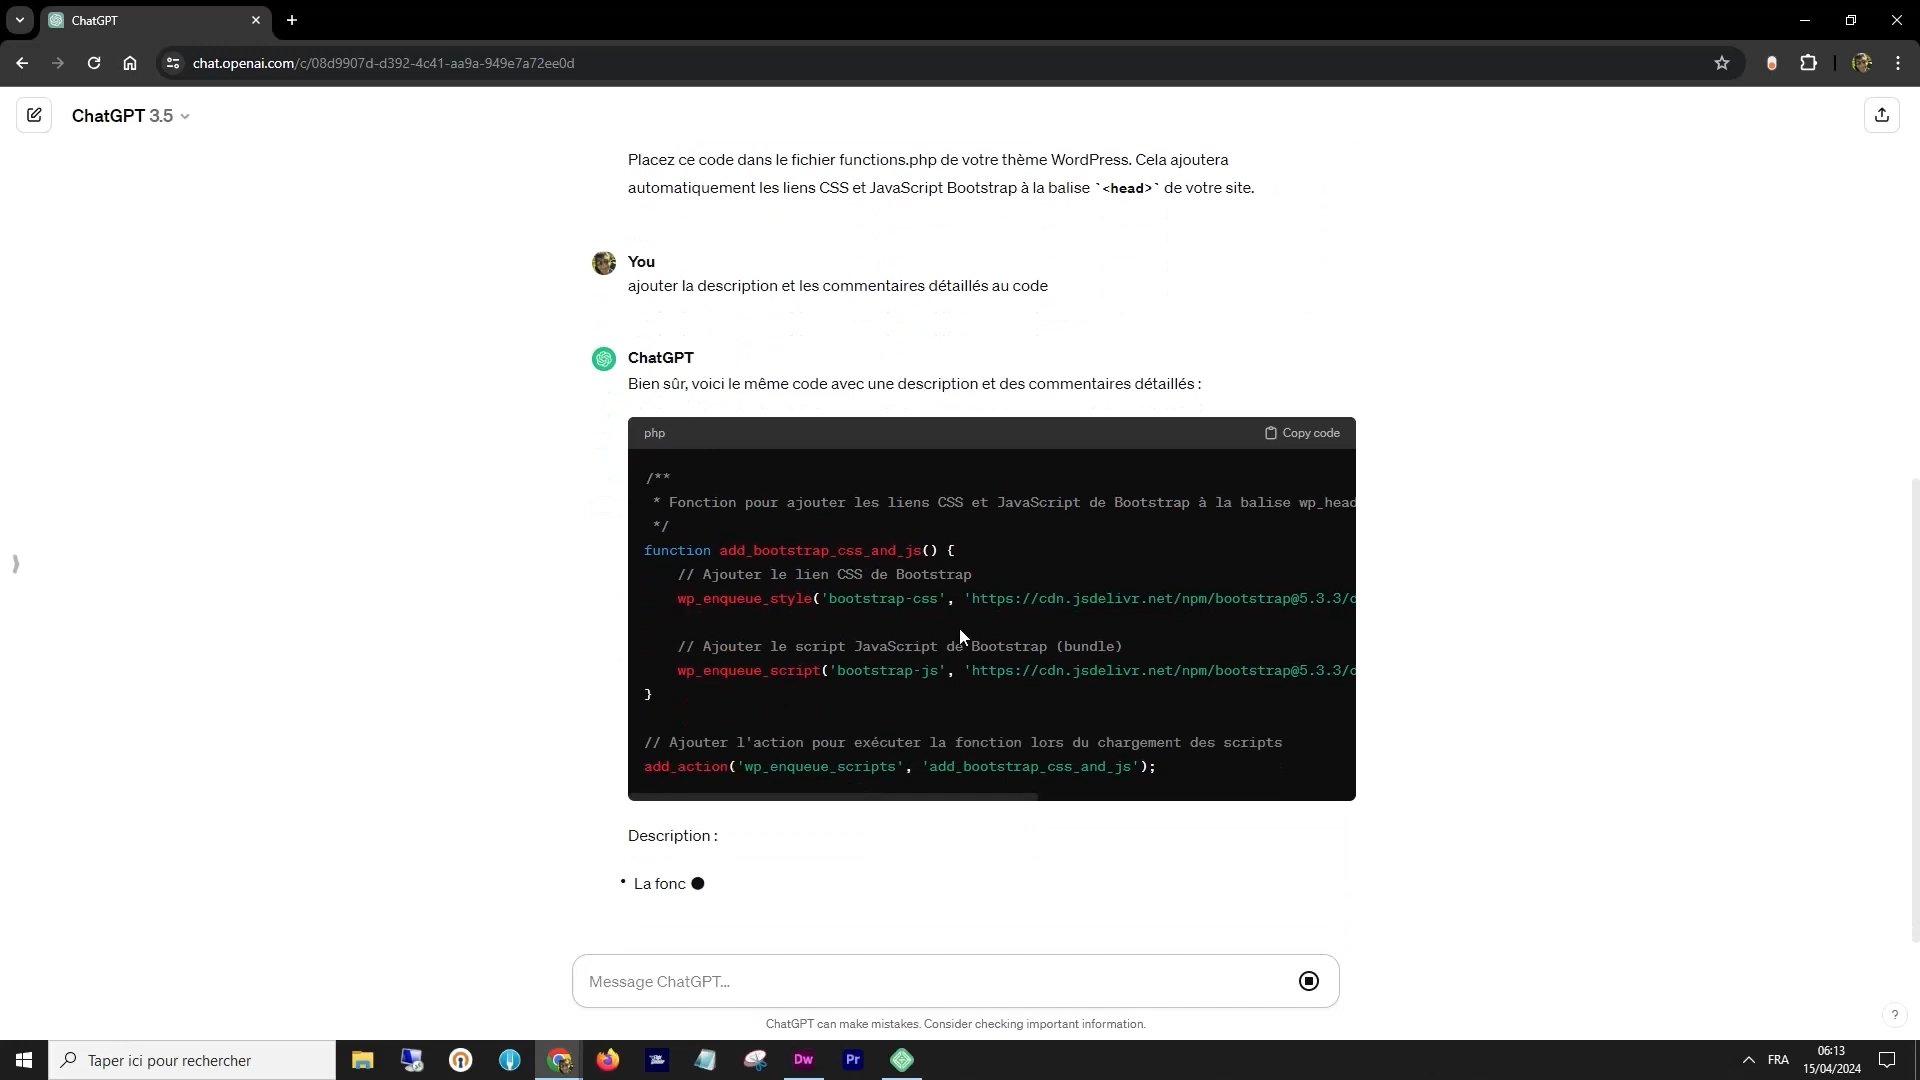 ChatGPT
chat.openai.com/c/08d9907d-d392-4c41-aa9a-949e7a72ee0d
ChatGPT 3.5
Placez ce code dans le fichier functions.php de votre thème WordPress. Cela ajoutera
automatiquement les liens CSS et JavaScript Bootstrap à la balise `<head>` de votre site.
You
ajouter la description et les commentaires détaillés au code
ChatGPT
Bien sûr, voici le même code avec une description et des commentaires détaillés :
php
Copy code
/**
* Fonction pour ajouter les liens CSS et JavaScript de Bootstrap à la balise wp_head
*/
function add_bootstrap_css_and_js() {
// Ajouter le lien CSS de Bootstrap
wp_enqueue_style('bootstrap-css', 'https://cdn.jsdelivr.net/npm/bootstrap@5.3.3/
// Ajouter le script JavaScript de Bootstrap (bundle)
wp_enqueue_script('bootstrap-js', 'https://cdn.jsdelivr.net/npm/bootstrap@5.3.3/
}
// Ajouter l'action pour exécuter la fonction lors du chargement des scripts
add_action('wp_enqueue_scripts', 'add_bootstrap_css_and_js');
Description :
• La fonc
Message ChatGPT...
ChatGPT can make mistakes. Consider checking important information.
?
Taper ici pour rechercher
Dw
Pr
FRA
06:13
15/04/2024